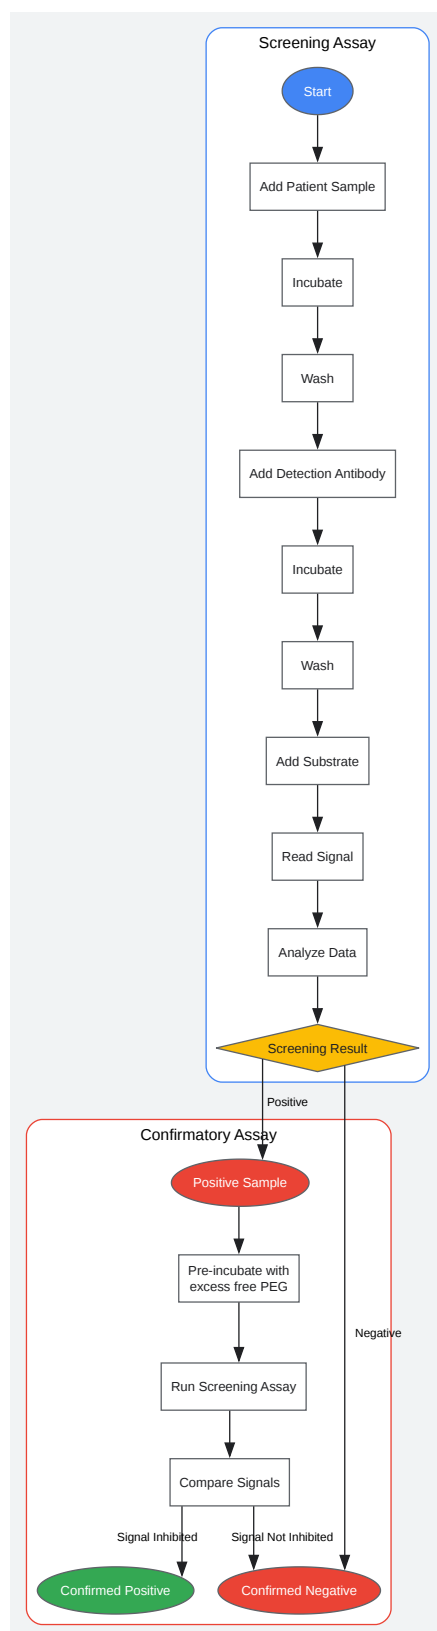 Screening Assay
Start
Add Patient Sample
Incubate
Wash
Add Detection Antibody
Incubate
Wash
Add Substrate
Read Signal
Analyze Data
Screening Result
Positive
Confirmatory Assay
Positive Sample
Pre-incubate with
excess free PEG
Negative
Run Screening Assay
Compare Signals
Signal Inhibited
Signal Not Inhibited
Confirmed Positive
Confirmed Negative